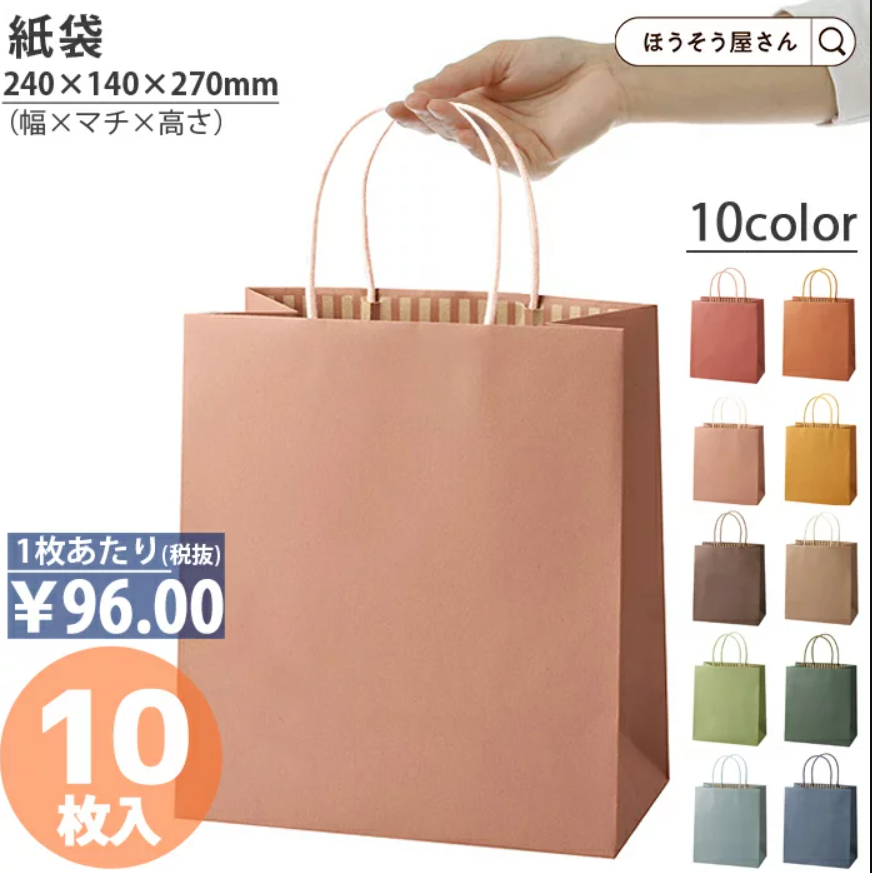 紙袋
240×140×270mm
(幅×マチ×高さ)
ほうそう屋さん
10color
1枚あたり(税抜)
¥96.00
10
枚入